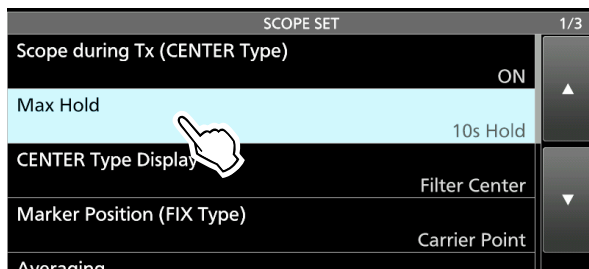 SCOPE SET 1/3
Scope during Tx (CENTER Type)
ON
Max Hold
10s Hold
CENTER Type Display
Filter Center
Marker Position (FIX Type)
Carrier Point
Averaging